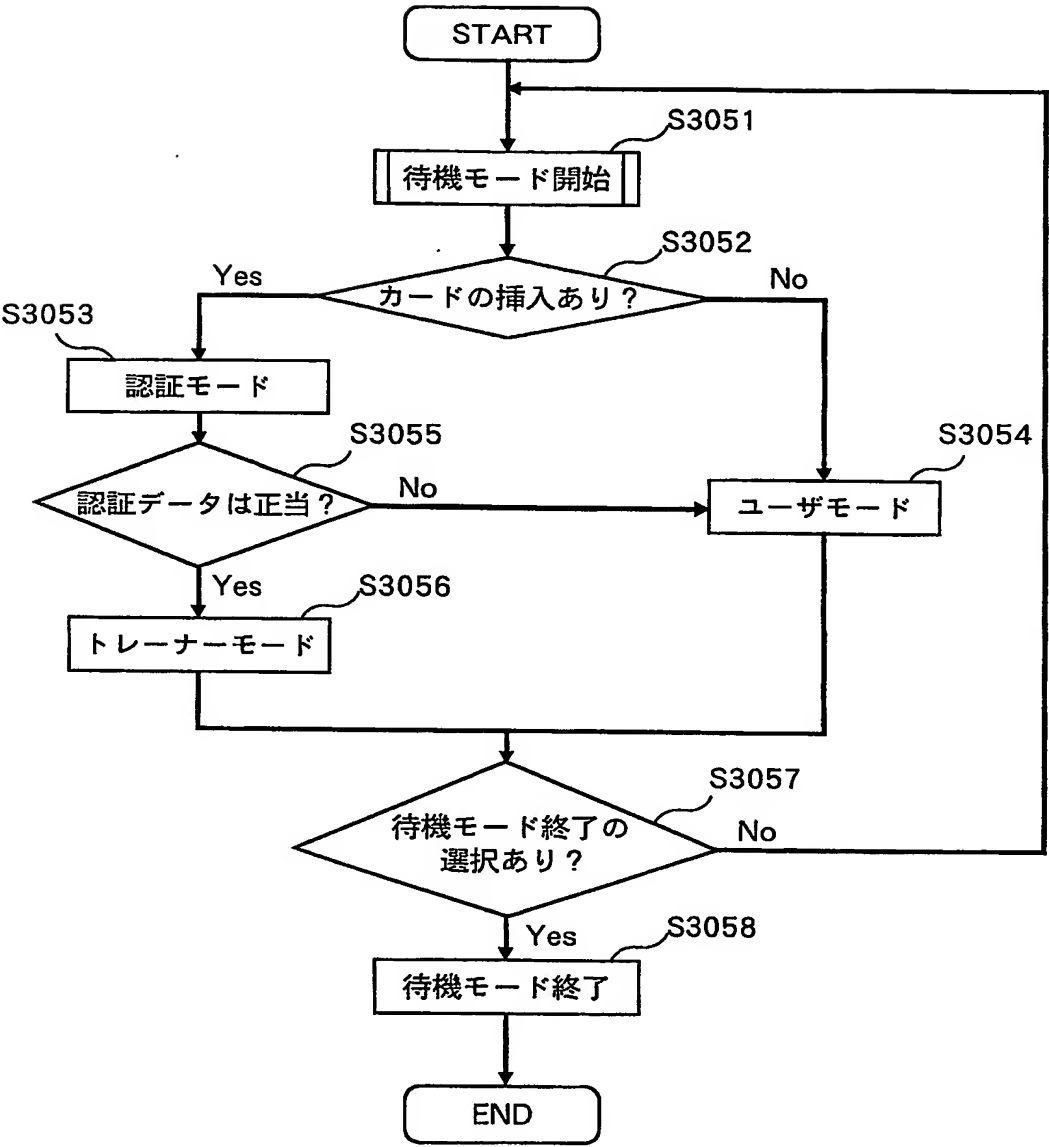 START
S3051
待機モード開始
S3052
Yes
カードの挿入あり?
No
S3053
認証モード
S3055
S3054
認証データは正当?
No
ユーザモード
Yes
S3056
トレーナーモード
S3057
待機モード終了の
選択あり?
No
Yes
S3058
待機モード終了
END